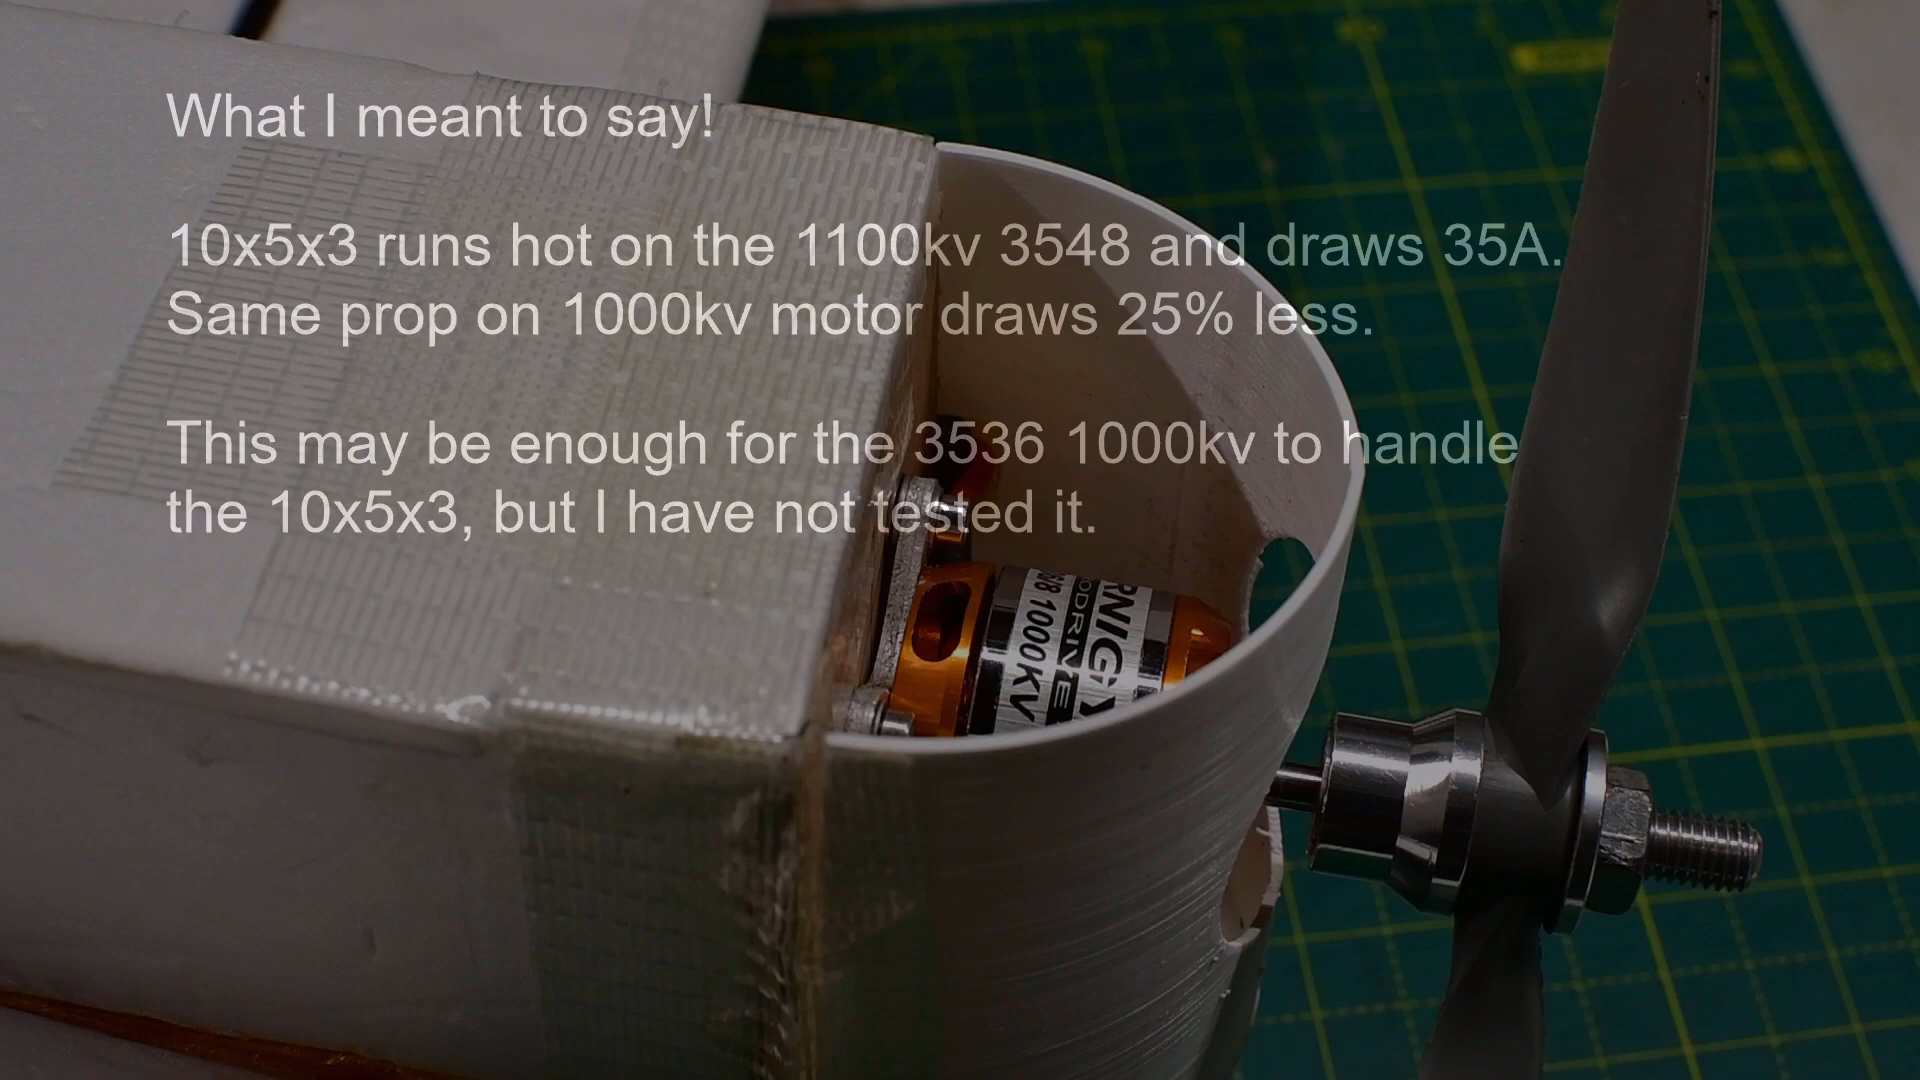 What I meant to say!
10x5x3 runs hot on the 1100kv 3548 and draws 35A.
Same prop on 1000kv motor draws 25% less.
This may be enough for the 3536 1000kv to handle
the 10x5x3, but I have not tested it.
1000KV